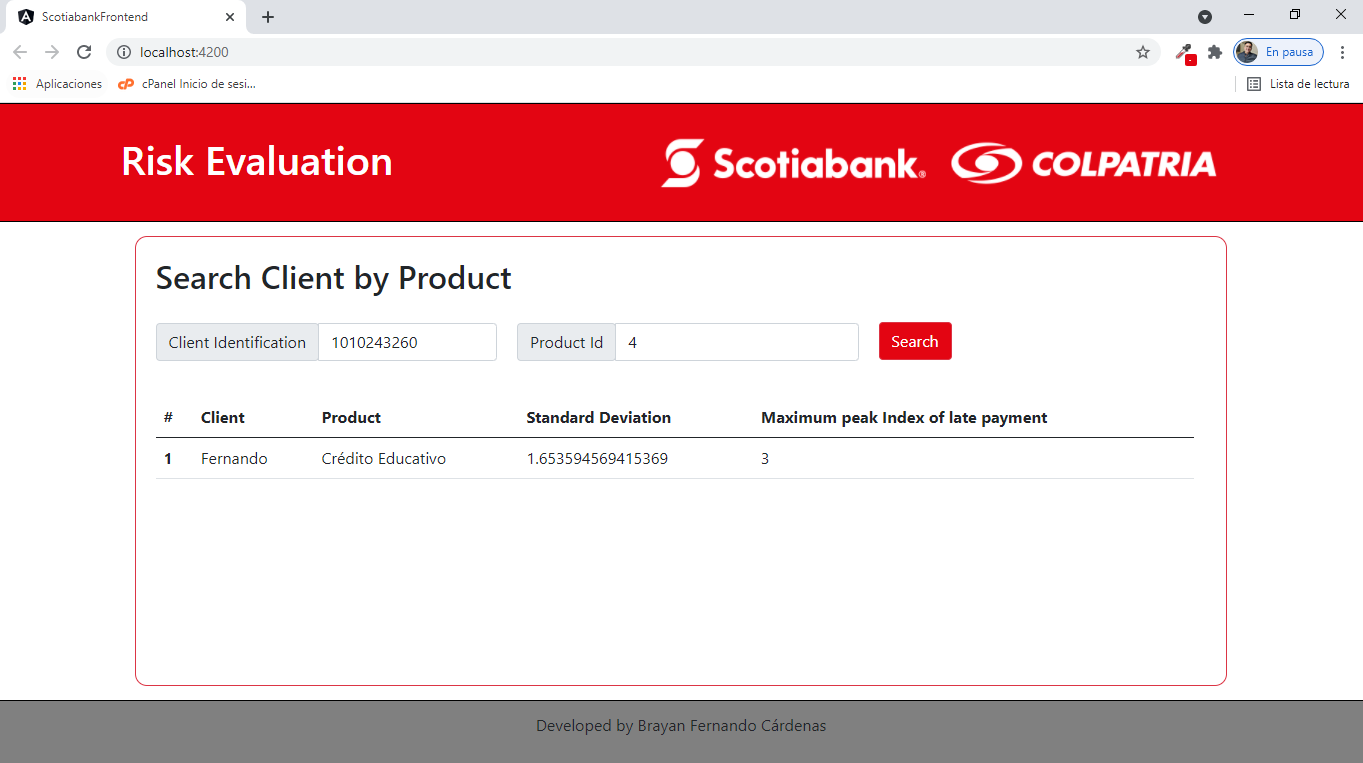 ScotiabankFrontend
localhost:4200
En pausa
Aplicaciones
cPanel Inicio de sesi...
Lista de lectura
Risk Evaluation
Scotiabank®
COLPATRIA
Search Client by Product
Client Identification 1010243260 Product Id 4 Search
# Client Product Standard Deviation Maximum peak Index of late payment
1 Fernando Crédito Educativo 1.653594569415369 3
Developed by Brayan Fernando Cárdenas